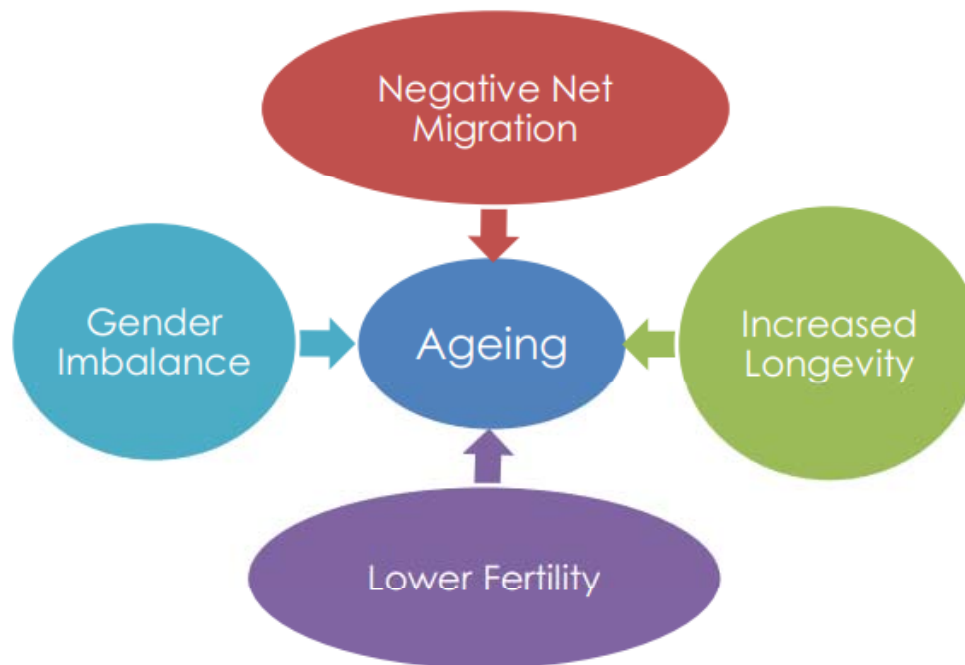 Negative Net
Migration
Gender
Imbalance
Ageing
Increased
Longevity
Lower Fertility